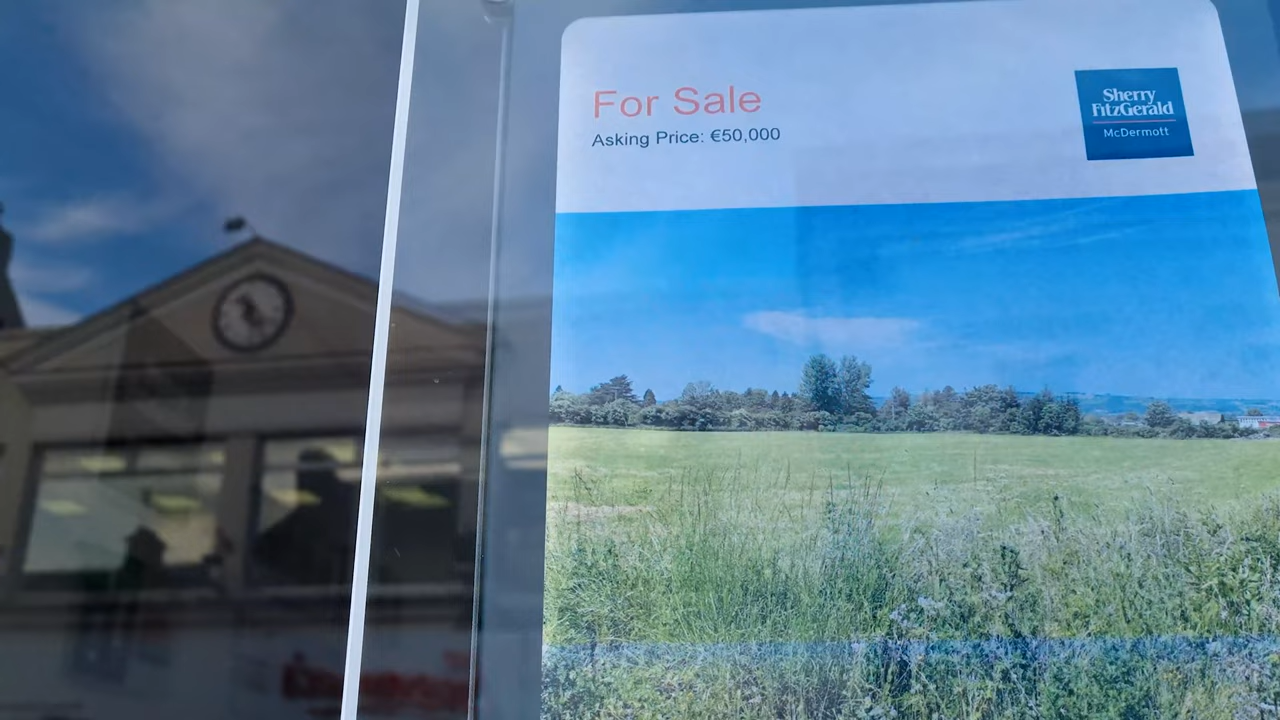 For Sale
Asking Price: €50,000
Sherry
FitzGerald
McDermott